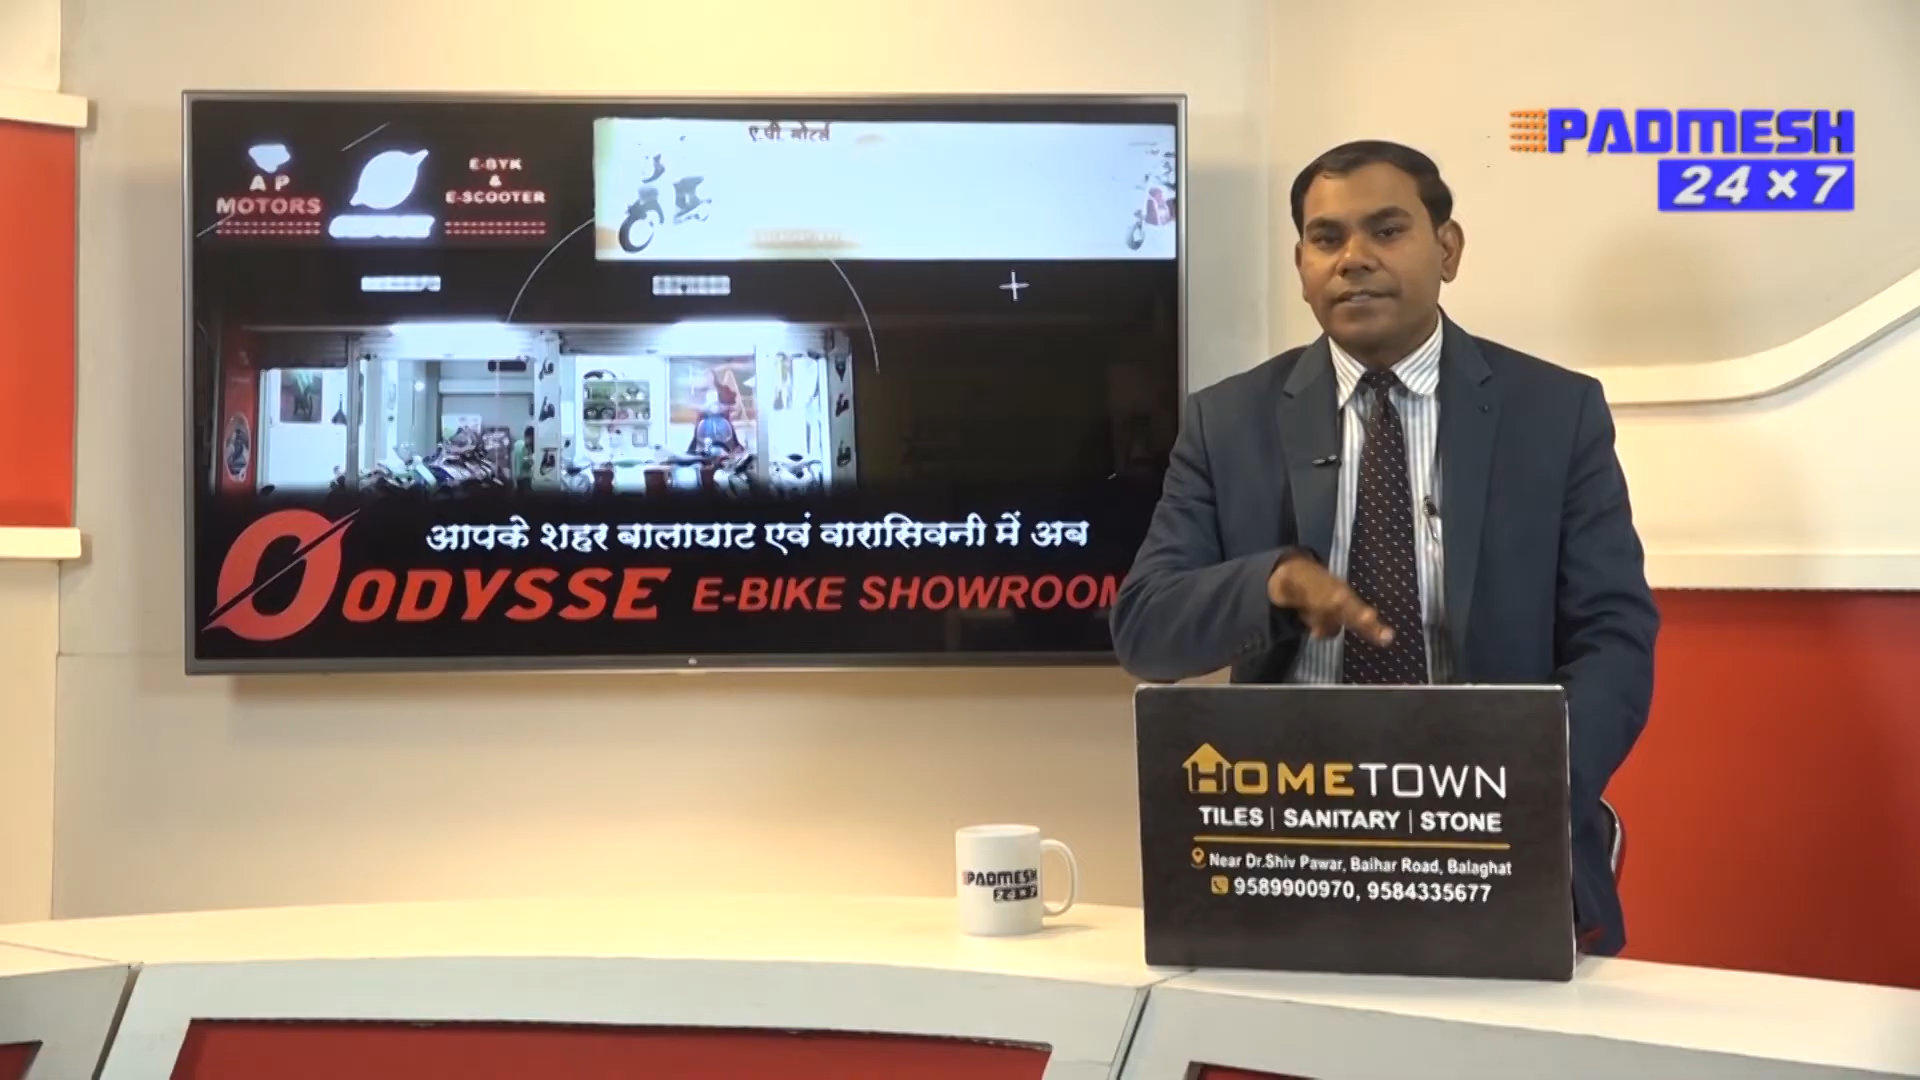 PADMESH
24×7
A P
MOTORS
E-BYK
&
E-SCOOTER
ए.पी. मोटर्स
आपके शहर बालाघाट एवं वारासिवनी में अब
ODYSSE E-BIKE SHOWROOM
HOMETOWN
TILES | SANITARY | STONE
Near Dr.Shiv Pawar, Baihar Road, Balaghat
9589900970, 9584335677
PADMESH
24×7